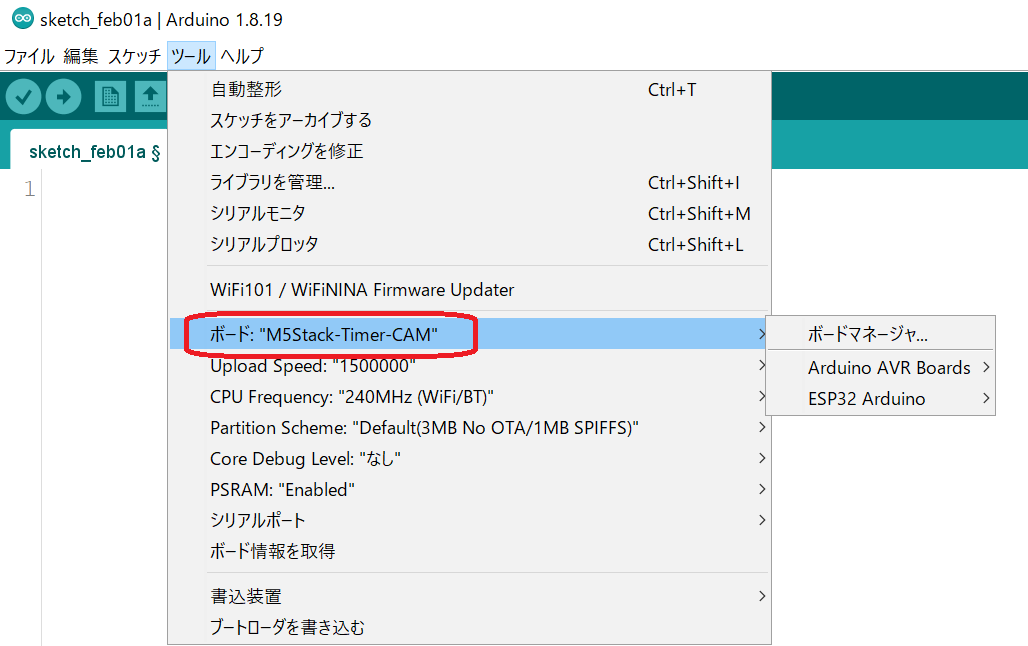 sketch_feb01a | Arduino 1.8.19
ファイル 編集 スケッチ ツール ヘルプ
sketch_feb01a §
1
自動整形 Ctrl+T
スケッチをアーカイブする
エンコーディングを修正
ライブラリを管理... Ctrl+Shift+I
シリアルモニタ Ctrl+Shift+M
シリアルプロッタ Ctrl+Shift+L
WiFi101 / WiFiNINA Firmware Updater
ボード: "M5Stack-Timer-CAM"
Upload Speed: "1500000"
CPU Frequency: "240MHz (WiFi/BT)"
Partition Scheme: "Default(3MB No OTA/1MB SPIFFS)"
Core Debug Level: "なし"
PSRAM: "Enabled"
シリアルポート
ボード情報を取得
書込装置
ブートローダを書き込む
ボードマネージャ...
Arduino AVR Boards
ESP32 Arduino